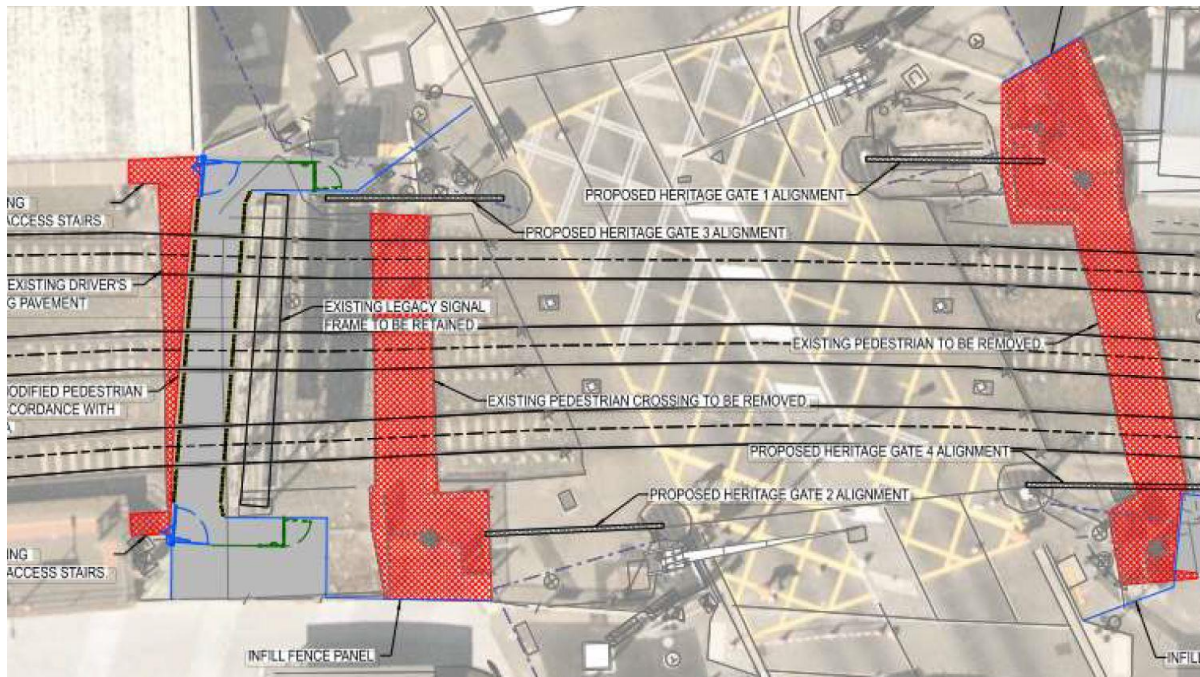 PROPOSED HERITAGE GATE 1 ALIGNMENT
NG
ACCESS STAIRS
PROPOSED HERITAGE GATE 3 ALIGNMENT
EXISTING DRIVER'S
G PAVEMENT
EXISTING LEGACY SIGNAL
FRAME TO BE RETAINED
EXISTING PEDESTRIAN TO BE REMOVED
MODIFIED PEDESTRIAN
CCORDANCE WITH
EXISTING PEDESTRIAN CROSSING TO BE REMOVED
PROPOSED HERITAGE GATE 4 ALIGNMENT
PROPOSED HERITAGE GATE 2 ALIGNMENT
NG
ACCESS STAIRS
INFILL FENCE PANEL
INFILL